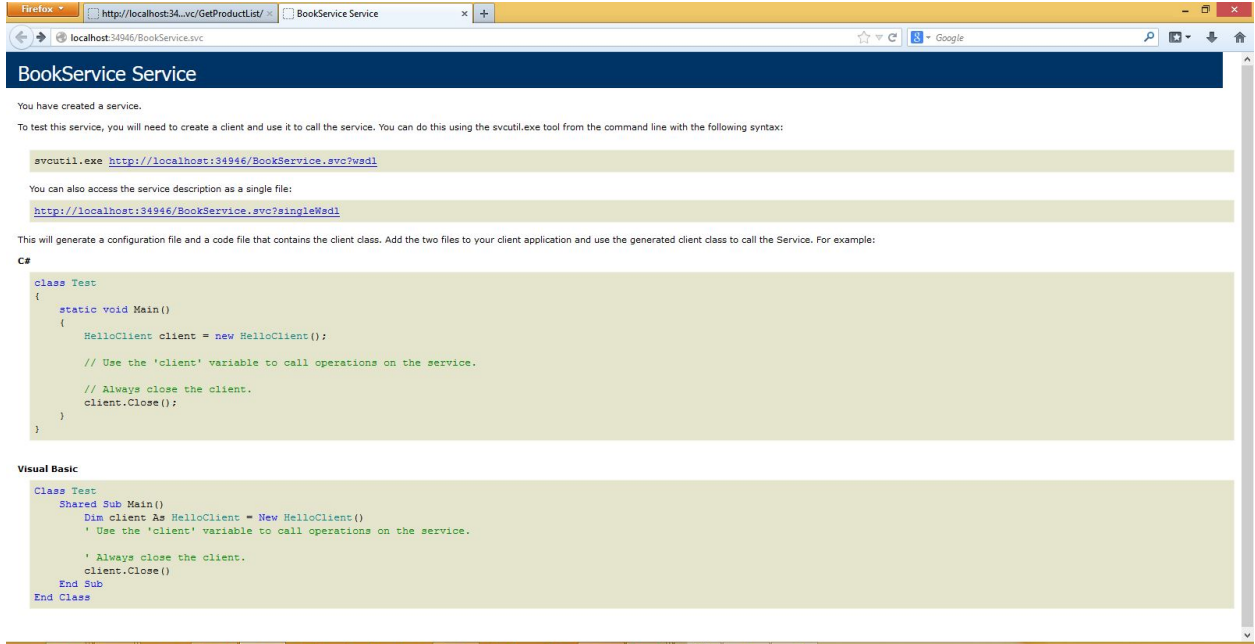 Firefox
http://localhost:34...vc/GetProductList/
BookService Service
localhost:34946/BookService.svc
Google
BookService Service
You have created a service.
To test this service, you will need to create a client and use it to call the service. You can do this using the svcutil.exe tool from the command line with the following syntax:
svcutil.exe http://localhost:34946/BookService.svc?wsdl
You can also access the service description as a single file:
http://localhost:34946/BookService.svc?singleWsdl
This will generate a configuration file and a code file that contains the client class. Add the two files to your client application and use the generated client class to call the Service. For example:
C#
class Test
{
static void Main()
{
HelloClient client = new HelloClient();
// Use the 'client' variable to call operations on the service.
// Always close the client.
client.Close();
}
}
Visual Basic
Class Test
Shared Sub Main()
Dim client As HelloClient = New HelloClient()
' Use the 'client' variable to call operations on the service.
' Always close the client.
client.Close()
End Sub
End Class